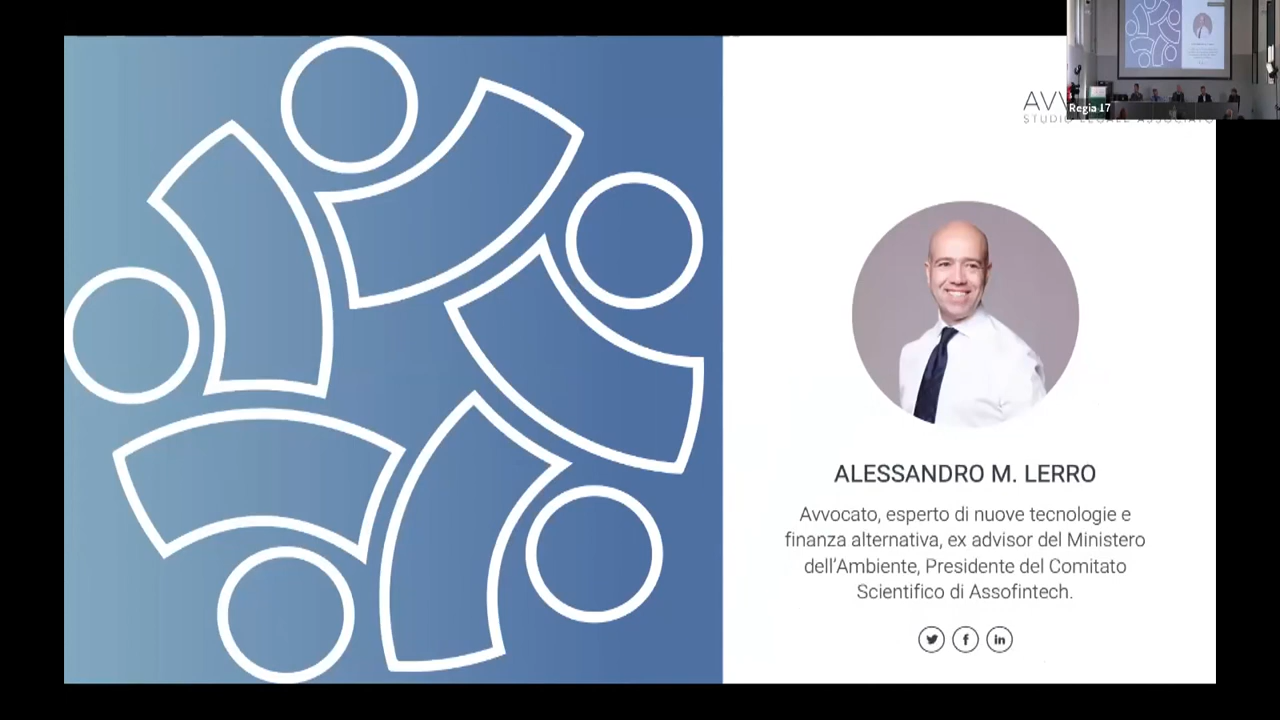 Regia 17
ALESSANDRO M. LERRO
Avvocato, esperto di nuove tecnologie e
finanza alternativa, ex advisor del Ministero
dell'Ambiente, Presidente del Comitato
Scientifico di Assofintech.